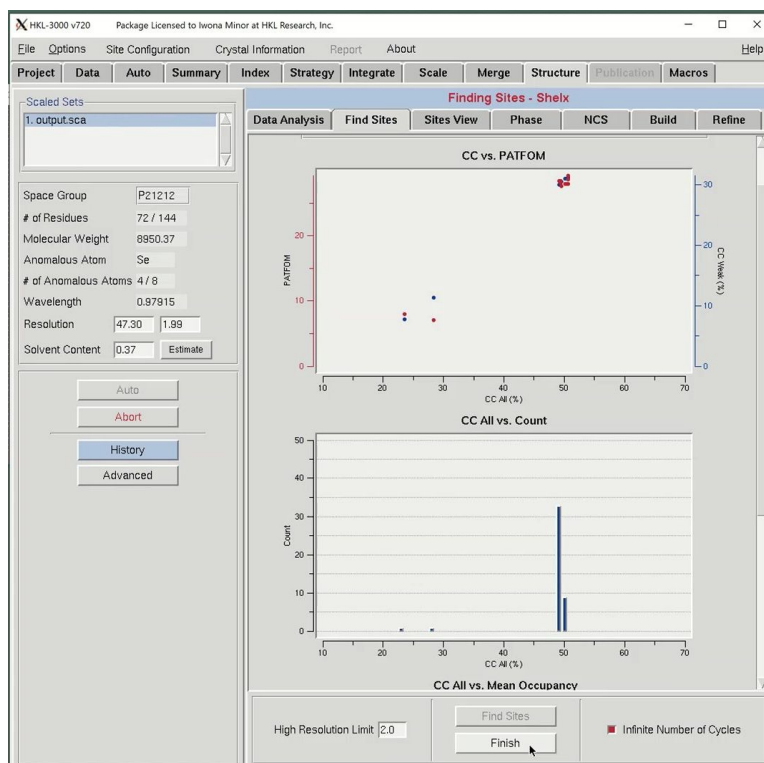 HKL-3000 v720 Package Licensed to Iwona Minor at HKL Research, Inc.
File Options Site Configuration Crystal Information Report About Help
Project Data Auto Summary Index Strategy Integrate Scale Merge Structure Publication Macros
Scaled Sets
1. output.sca
Space Group P21212
# of Residues 72 / 144
Molecular Weight 8950.37
Anomalous Atom Se
# of Anomalous Atoms 4 / 8
Wavelength 0.97915
Resolution 47.30 1.99
Solvent Content 0.37 Estimate
Auto
Abort
History
Advanced
Finding Sites - Shelx
Data Analysis Find Sites Sites View Phase NCS Build Refine
CC vs. PATFOM
PATFOM
20
10
0
CC Weak (%)
30
20
10
0
10 20 30 40 50 60 70
CC All (%)
CC All vs. Count
Count
50
40
30
20
10
0
10 20 30 40 50 60 70
CC All (%)
CC All vs. Mean Occupancy
High Resolution Limit 2.0
Find Sites
Finish
Infinite Number of Cycles